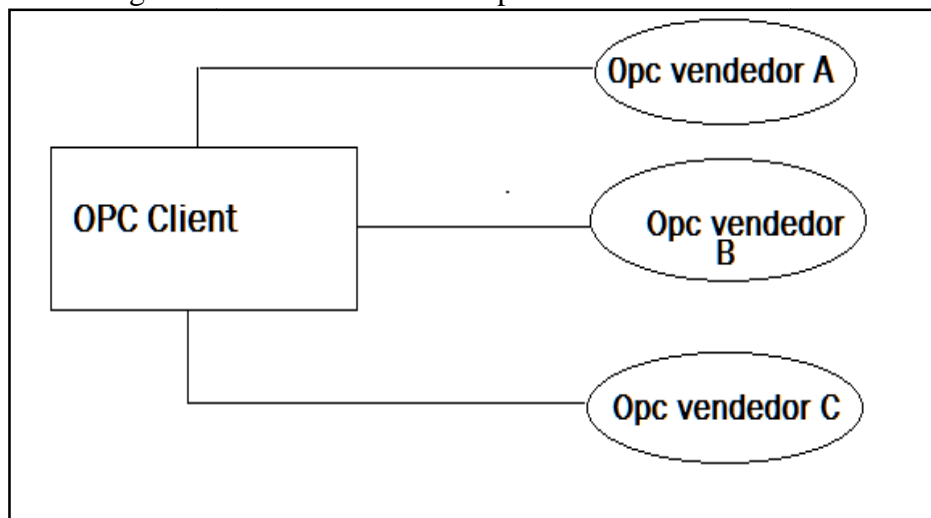 Opc vendedor A
OPC Client
Opc vendedor
B
Opc vendedor C